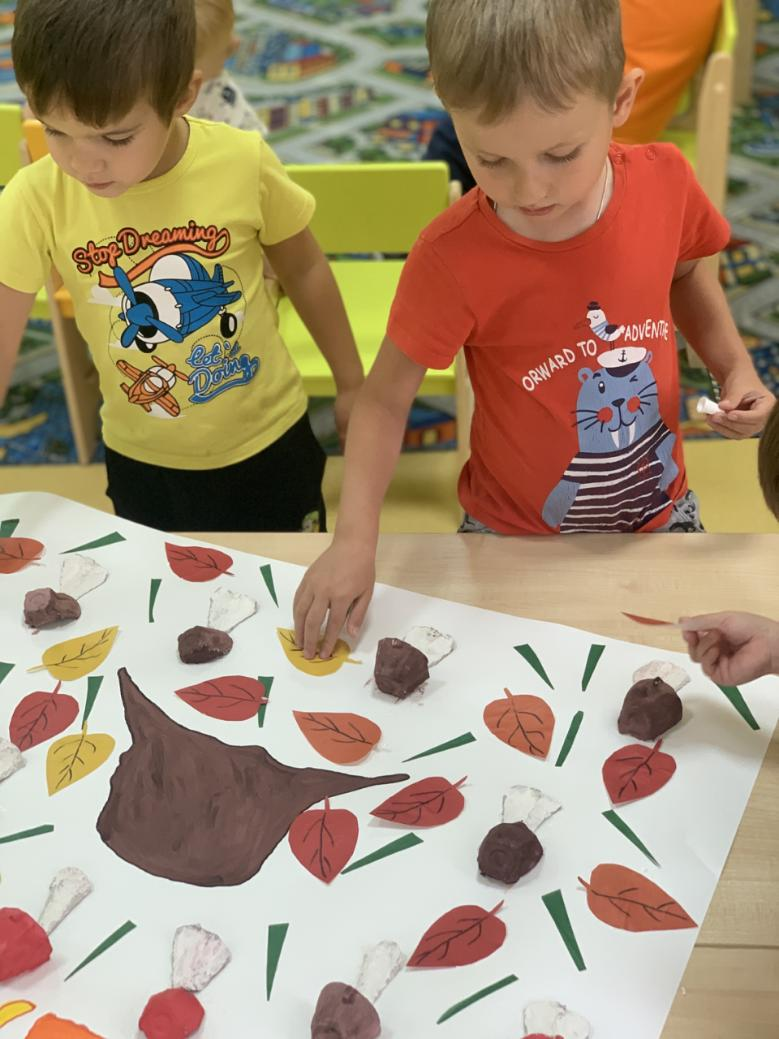 Stop Dreaming
Let's
Doing
ORWARD TO
ADVENTU